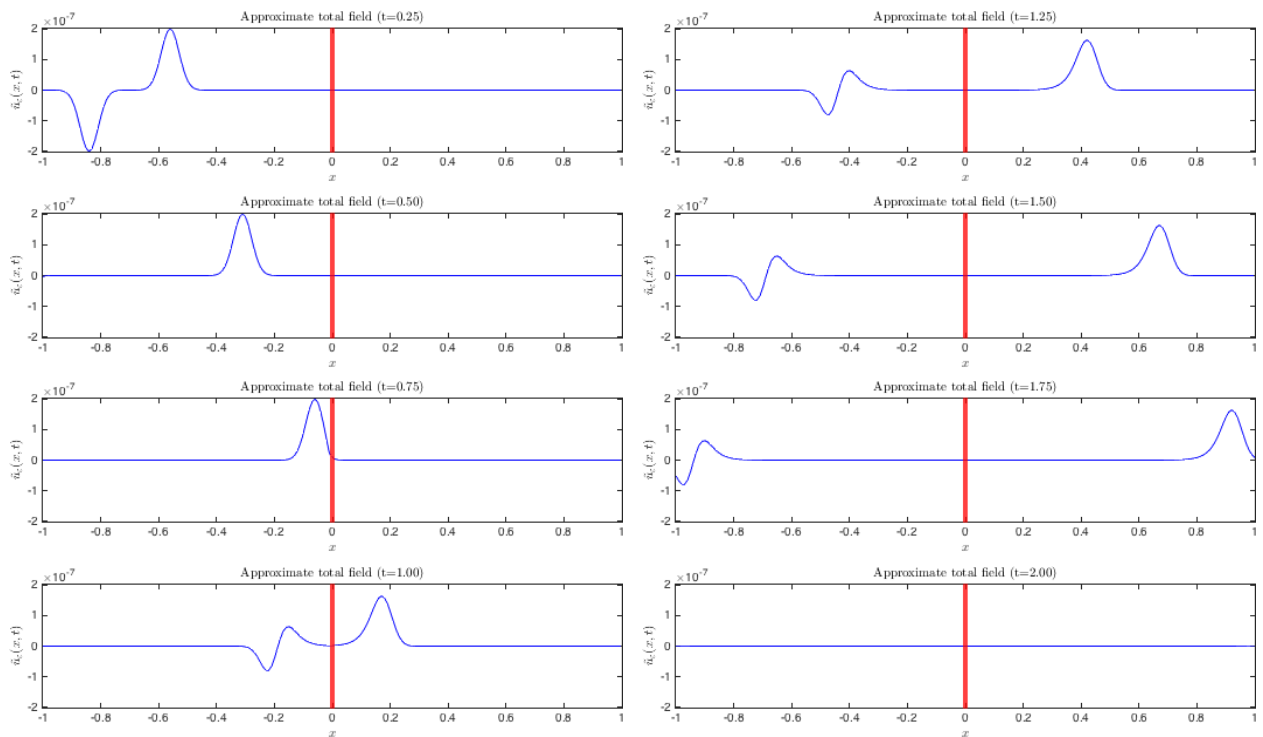 Approximate total field (t=0.25)
×10⁻⁷
2
1
0
-1
-2
ũ_c(x, t)
-1 -0.8 -0.6 -0.4 -0.2 0 0.2 0.4 0.6 0.8 1
x
Approximate total field (t=0.50)
×10⁻⁷
2
1
0
-1
-2
ũ_c(x, t)
-1 -0.8 -0.6 -0.4 -0.2 0 0.2 0.4 0.6 0.8 1
x
Approximate total field (t=0.75)
×10⁻⁷
2
1
0
-1
-2
ũ_c(x, t)
-1 -0.8 -0.6 -0.4 -0.2 0 0.2 0.4 0.6 0.8 1
x
Approximate total field (t=1.00)
×10⁻⁷
2
1
0
-1
-2
ũ_c(x, t)
-1 -0.8 -0.6 -0.4 -0.2 0 0.2 0.4 0.6 0.8 1
x
Approximate total field (t=1.25)
×10⁻⁷
2
1
0
-1
-2
ũ_c(x, t)
-1 -0.8 -0.6 -0.4 -0.2 0 0.2 0.4 0.6 0.8 1
x
Approximate total field (t=1.50)
×10⁻⁷
2
1
0
-1
-2
ũ_c(x, t)
-1 -0.8 -0.6 -0.4 -0.2 0 0.2 0.4 0.6 0.8 1
x
Approximate total field (t=1.75)
×10⁻⁷
2
1
0
-1
-2
ũ_c(x, t)
-1 -0.8 -0.6 -0.4 -0.2 0 0.2 0.4 0.6 0.8 1
x
Approximate total field (t=2.00)
×10⁻⁷
2
1
0
-1
-2
ũ_c(x, t)
-1 -0.8 -0.6 -0.4 -0.2 0 0.2 0.4 0.6 0.8 1
x